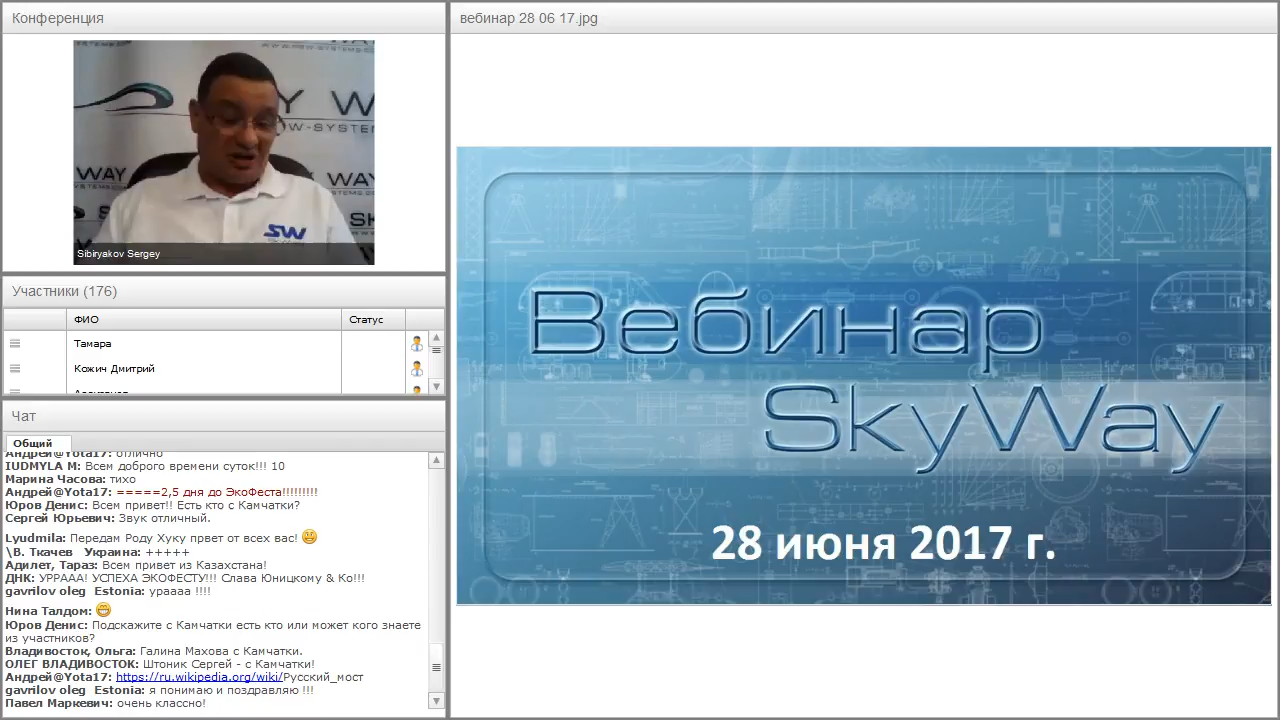 Конференция
вебинар 28 06 17.jpg
Sibiryakov Sergey
Участники (176)
ФИО
Статус
Тамара
Кожич Дмитрий
Чат
Общий
Андрей@Yota17: отлично
IUDMYLA M: Всем доброго времени суток!!! 10
Марина Часова: тихо
Андрей@Yota17: =====2,5 дня до ЭкоФеста!!!!!!!!!
Юров Денис: Всем привет!! Есть кто с Камчатки?
Сергей Юрьевич: Звук отличный.
Lyudmila: Передам Роду Хуку првет от всех вас!
\В. Ткачев Украина: +++++
Адилет, Тараз: Всем привет из Казахстана!
ДНК: УРРААА! УСПЕХА ЭКОФЕСТУ!!! Слава Юницкому & Ко!!!
gavrilov oleg Estonia: ураааа !!!!
Нина Талдом:
Юров Денис: Подскажите с Камчатки есть кто или может кого знаете
из участников?
Владивосток, Ольга: Галина Махова с Камчатки.
ОЛЕГ ВЛАДИВОСТОК: Штоник Сергей - с Камчатки!
Андрей@Yota17: https://ru.wikipedia.org/wiki/Русский_мост
gavrilov oleg Estonia: я понимаю и поздравляю !!!
Павел Маркевич: очень классно!
Вебинар
SkyWay
28 июня 2017 г.